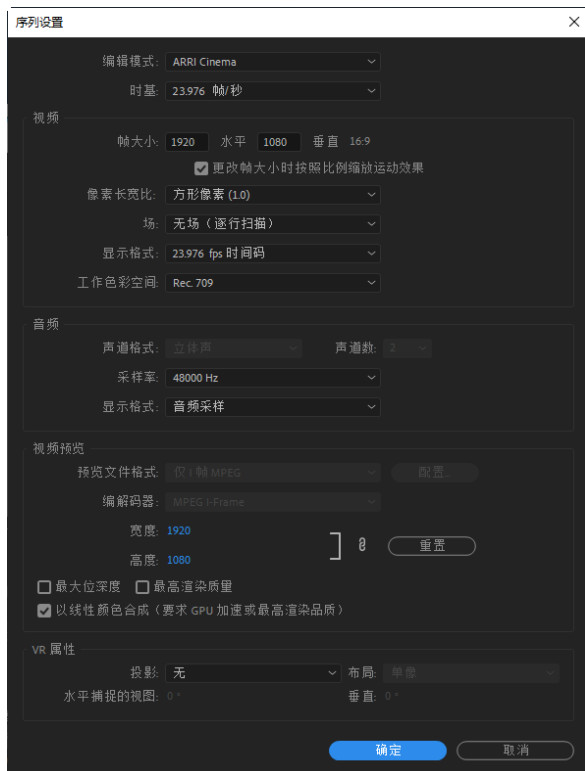 序列设置
编辑模式: ARRI Cinema
时基: 23.976 帧/秒
视频
帧大小: 1920 水平 1080 垂直 16:9
更改帧大小时按照比例缩放运动效果
像素长宽比: 方形像素 (1.0)
场: 无场（逐行扫描）
显示格式: 23.976 fps 时间码
工作色彩空间: Rec. 709
音频
声道格式: 立体声 声道数: 2
采样率: 48000 Hz
显示格式: 音频采样
视频预览
预览文件格式: 仅 I 帧 MPEG 配置...
编解码器: MPEG I-Frame
宽度: 1920
高度: 1080
重置
最大位深度 最高渲染质量
以线性颜色合成（要求 GPU 加速或最高渲染品质）
VR 属性
投影: 无 布局: 单像
水平捕捉的视图: 0° 垂直: 0°
确定 取消